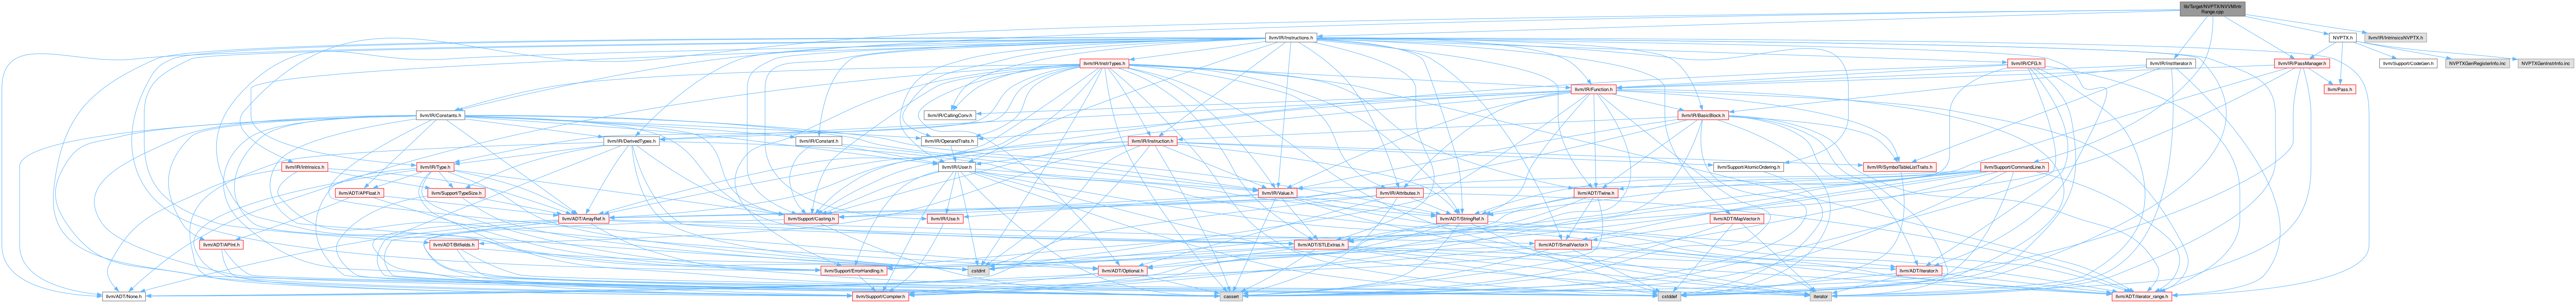 lib/Target/NVPTX/NVVMIntr
Range.cpp
llvm/IR/Instructions.h
NVPTX.h
llvm/IR/IntrinsicsNVPTX.h
llvm/IR/InstrTypes.h
llvm/IR/CFG.h
llvm/IR/InstIterator.h
llvm/IR/PassManager.h
llvm/Support/CodeGen.h
NVPTXGenRegisterInfo.inc
NVPTXGenInstrInfo.inc
llvm/IR/Function.h
llvm/Pass.h
llvm/IR/Constants.h
llvm/IR/CallingConv.h
llvm/IR/BasicBlock.h
llvm/IR/DerivedTypes.h
llvm/IR/Constant.h
llvm/IR/OperandTraits.h
llvm/IR/Instruction.h
llvm/IR/Intrinsics.h
llvm/IR/Type.h
llvm/IR/User.h
llvm/Support/AtomicOrdering.h
llvm/IR/SymbolTableListTraits.h
llvm/Support/CommandLine.h
llvm/ADT/APFloat.h
llvm/Support/TypeSize.h
llvm/IR/Value.h
llvm/IR/Attributes.h
llvm/ADT/Twine.h
llvm/ADT/ArrayRef.h
llvm/Support/Casting.h
llvm/IR/Use.h
llvm/ADT/StringRef.h
llvm/ADT/MapVector.h
llvm/ADT/APInt.h
llvm/ADT/Bitfields.h
llvm/ADT/STLExtras.h
llvm/ADT/SmallVector.h
llvm/Support/ErrorHandling.h
cstdint
llvm/ADT/Optional.h
llvm/ADT/iterator.h
llvm/ADT/None.h
llvm/Support/Compiler.h
cassert
cstddef
iterator
llvm/ADT/iterator_range.h